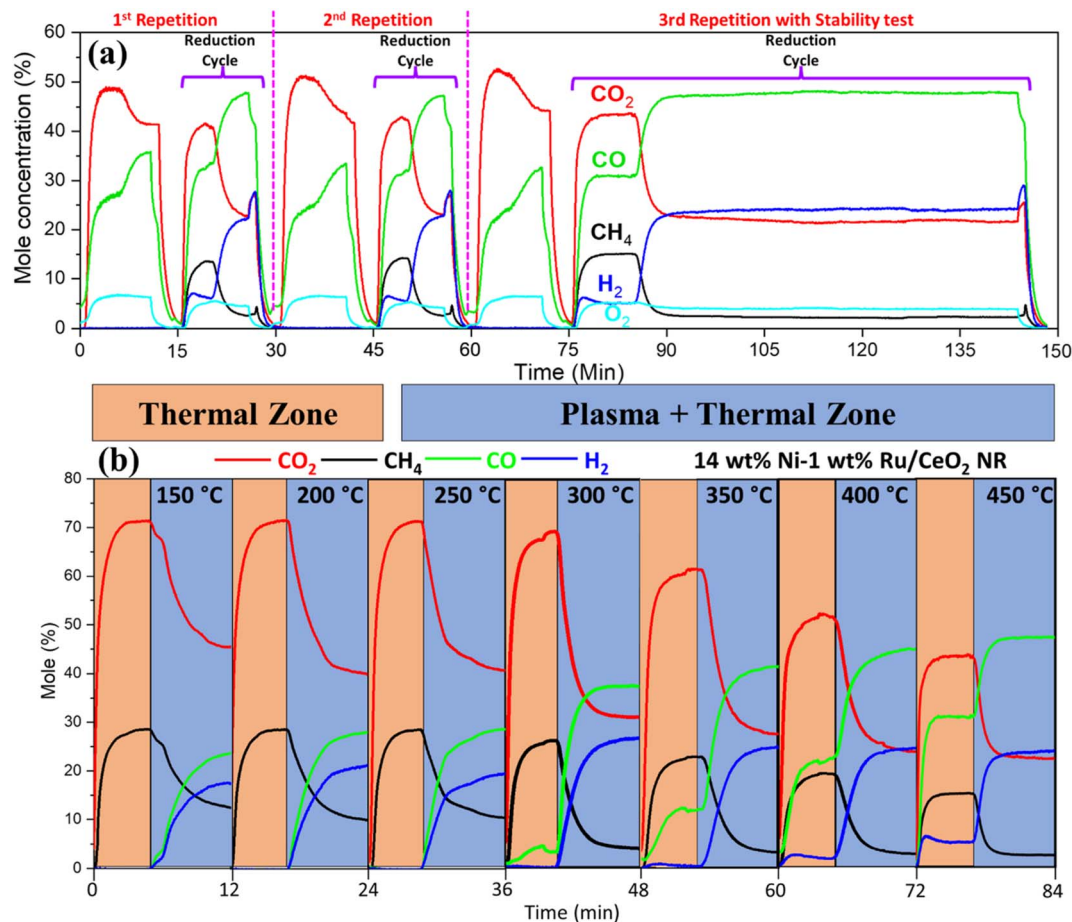 1st Repetition
2nd Repetition
3rd Repetition with Stability test
(a)
Reduction
Cycle
Reduction
Cycle
Reduction
Cycle
Mole concentration (%)
60
50
40
30
20
10
0
CO2
CO
CH4
H2
O2
0 15 30 45 60 75 90 105 120 135 150
Time (Min)
Thermal Zone
Plasma + Thermal Zone
(b)
CO2 CH4 CO H2 14 wt% Ni-1 wt% Ru/CeO2 NR
150 °C 200 °C 250 °C 300 °C 350 °C 400 °C 450 °C
Mole (%)
80
70
60
50
40
30
20
10
0
0 12 24 36 48 60 72 84
Time (min)